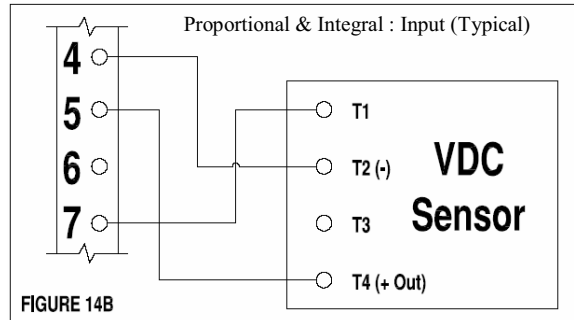 Proportional & Integral : Input (Typical)
4
5
6
7
T1
T2 (-)
T3
T4 (+ Out)
VDC
Sensor
FIGURE 14B